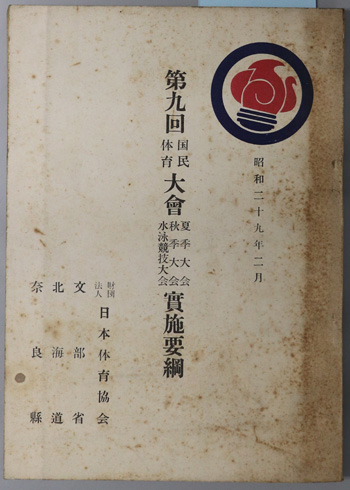 昭和二十九年二月
第九回国民体育大會夏季大会秋季大会水泳競技大会實施要綱
財団法人日本体育協会
文部省
北海道
奈良縣